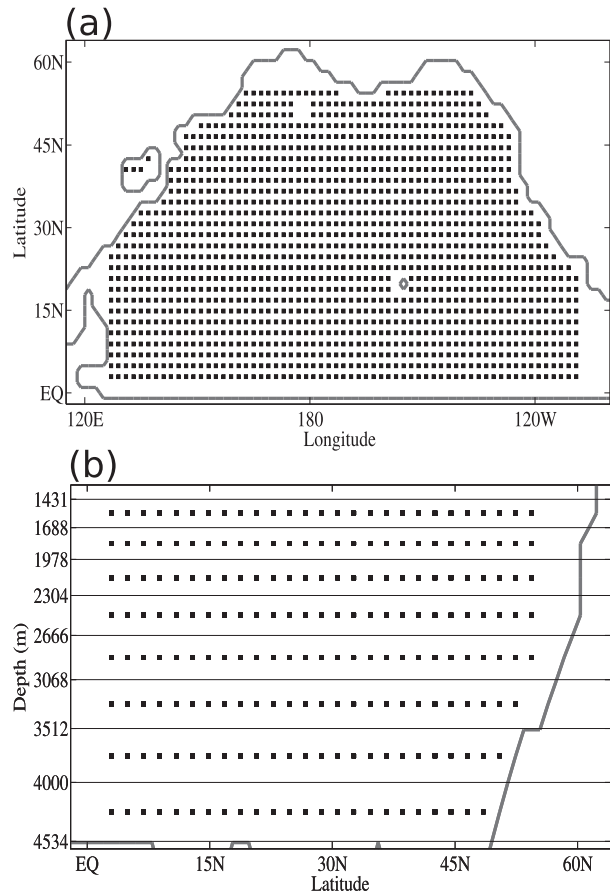 (a)
60N
45N
30N
15N
EQ
Latitude
120E 180 120W
Longitude
(b)
1431
1688
1978
2304
2666
3068
3512
4000
4534
Depth (m)
EQ 15N 30N 45N 60N
Latitude